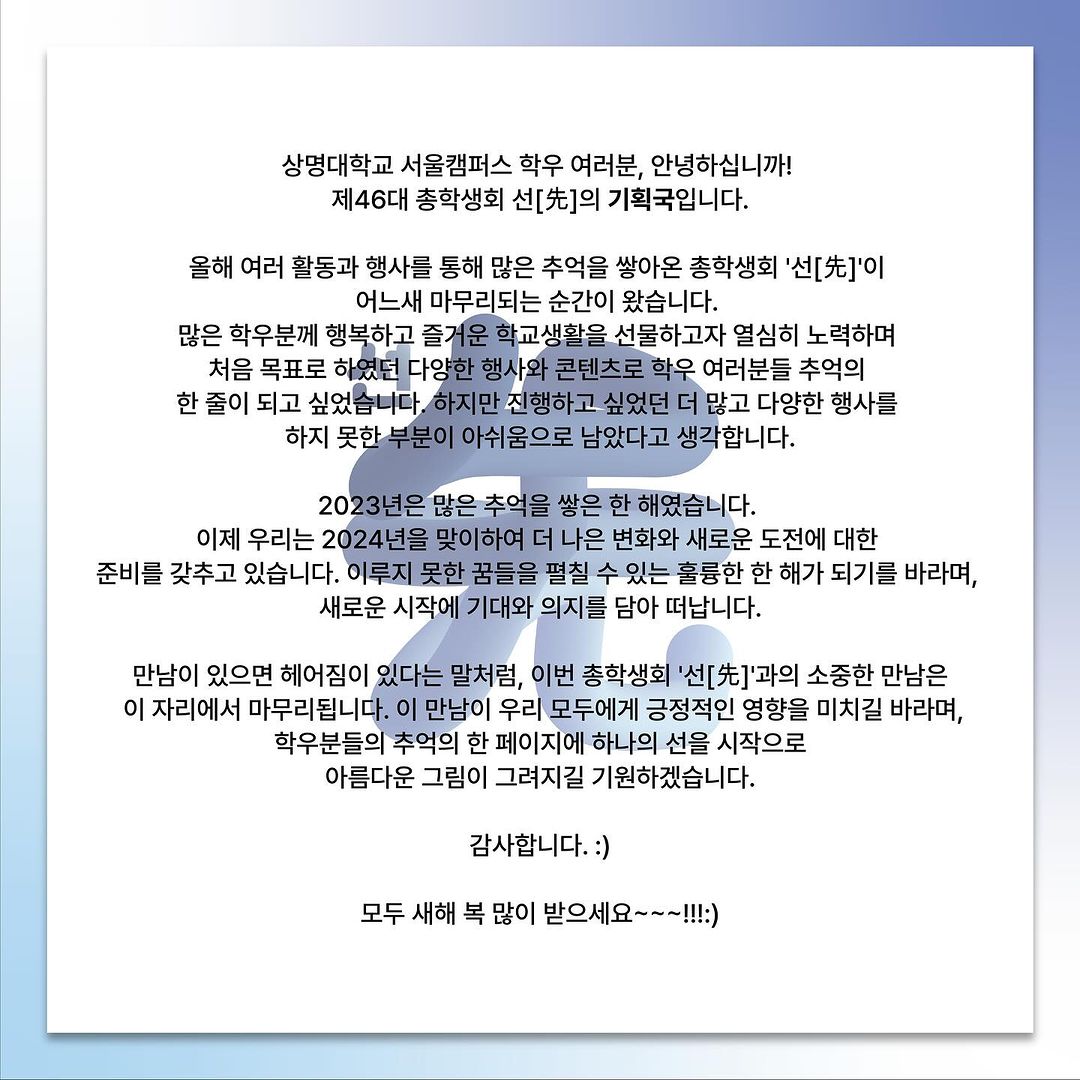 상명대학교 서울캠퍼스 학우 여러분, 안녕하십니까!
제46대 총학생회 선[先]의 기획국입니다.
올해 여러 활동과 행사를 통해 많은 추억을 쌓아온 총학생회 '선[先]'이
어느새 마무리되는 순간이 왔습니다.
많은 학우분께 행복하고 즐거운 학교생활을 선물하고자 열심히 노력하며
처음 목표로 하였던 다양한 행사와 콘텐츠로 학우 여러분들 추억의
한 줄이 되고 싶었습니다. 하지만 진행하고 싶었던 더 많고 다양한 행사를
하지 못한 부분이 아쉬움으로 남았다고 생각합니다.
2023년은 많은 추억을 쌓은 한 해였습니다.
이제 우리는 2024년을 맞이하여 더 나은 변화와 새로운 도전에 대한
준비를 갖추고 있습니다. 이루지 못한 꿈들을 펼칠 수 있는 훌륭한 한 해가 되기를 바라며,
새로운 시작에 기대와 의지를 담아 떠납니다.
만남이 있으면 헤어짐이 있다는 말처럼, 이번 총학생회 '선[先]'과의 소중한 만남은
이 자리에서 마무리됩니다. 이 만남이 우리 모두에게 긍정적인 영향을 미치길 바라며,
학우분들의 추억의 한 페이지에 하나의 선을 시작으로
아름다운 그림이 그려지길 기원하겠습니다.
감사합니다. :)
모두 새해 복 많이 받으세요~~~!!!:)
선
先